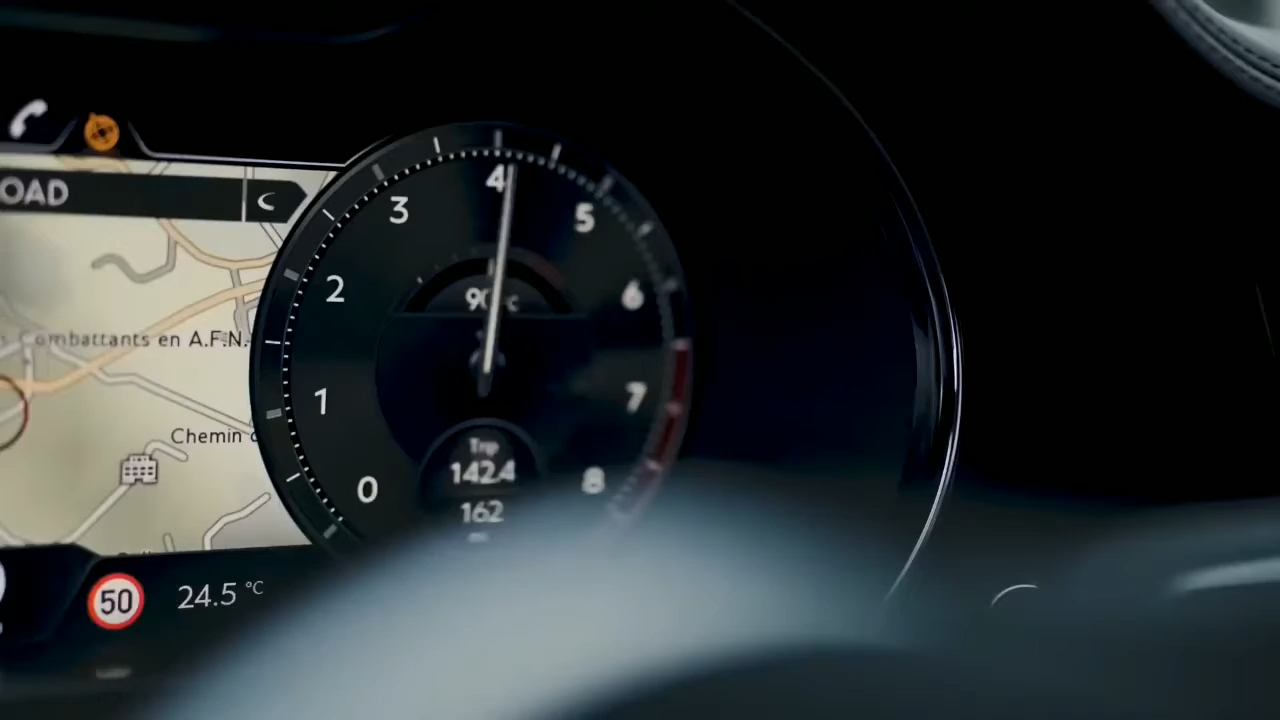 OAD
Combattants en A.F.N.
Chemin
50
24.5 °C
0
1
2
3
4
5
6
7
8
90
Trip
142.4
162